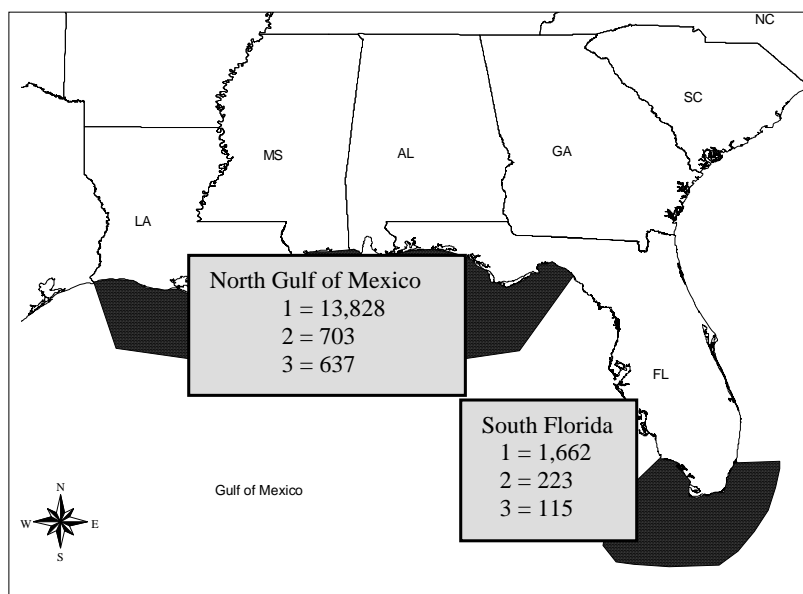 NC
SC
MS
AL
GA
LA
North Gulf of Mexico
1 = 13,828
2 = 703
3 = 637
FL
South Florida
1 = 1,662
2 = 223
3 = 115
Gulf of Mexico
N
W E
S